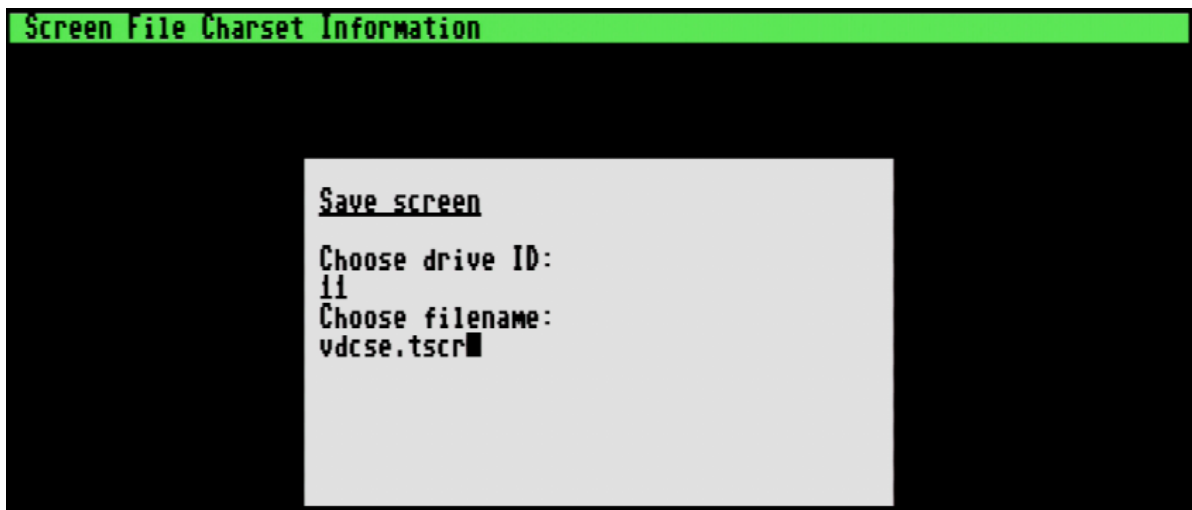 Screen File Charset Information
Save screen
Choose drive ID:
11
Choose filename:
vdcse.tscr